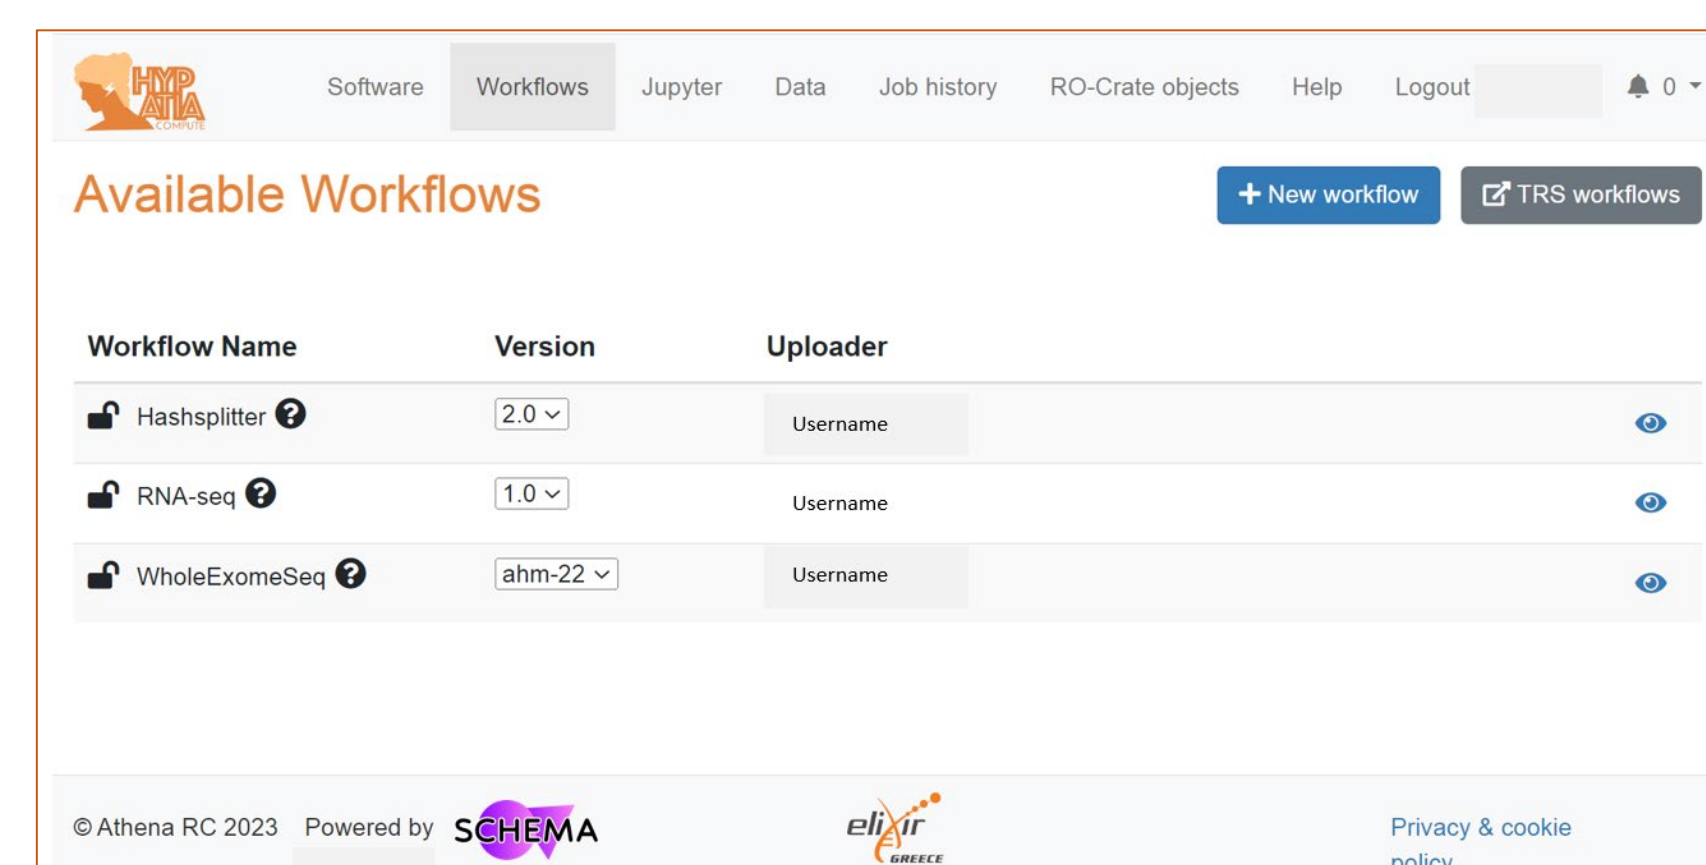 HYPATIA COMPUTE Software Workflows Jupyter Data Job history RO-Crate objects Help Logout 0
Available Workflows
New workflow TRS workflows
Workflow Name Version Uploader
Hashsplitter 2.0 Username
RNA-seq 1.0 Username
WholeExomeSeq ahm-22 Username
© Athena RC 2023 Powered by SCHEMA elixir GREECE Privacy & cookie
policy